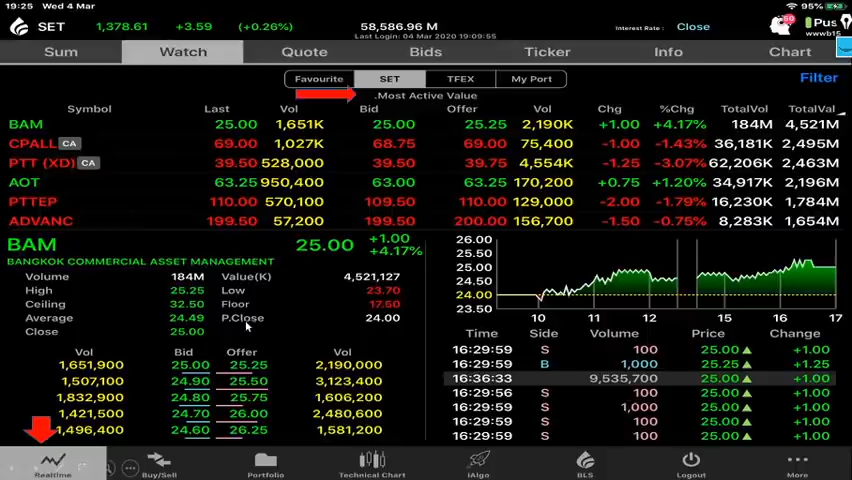 19:25 Wed 4 Mar 95%
SET 1,378.61 +3.59 (+0.26%) 58,586.96 M Interest Rate : Close 50 Pus
Last Login: 04 Mar 2020 19:09:55 wwwb15
Sum Watch Quote Bids Ticker Info Chart
Favourite SET TFEX My Port Filter
.Most Active Value
Symbol Last Vol Bid Offer Vol Chg %Chg TotalVol TotalVal
BAM 25.00 1,651K 25.00 25.25 2,190K +1.00 +4.17% 184M 4,521M
CPALL CA 69.00 1,027K 68.75 69.00 75,400 -1.00 -1.43% 36,181K 2,495M
PTT (XD) CA 39.50 528,000 39.50 39.75 4,554K -1.25 -3.07% 62,206K 2,463M
AOT 63.25 950,400 63.00 63.25 170,200 +0.75 +1.20% 34,917K 2,196M
PTTEP 110.00 570,100 109.50 110.00 129,000 -2.00 -1.79% 16,230K 1,784M
ADVANC 199.50 57,200 109.50 200.00 156,700 -1.50 -0.75% 8,283K 1,654M
BAM 25.00 +1.00
+4.17%
BANGKOK COMMERCIAL ASSET MANAGEMENT
Volume 184M Value(K) 4,521,127
High 25.25 Low 23.70
Ceiling 32.50 Floor 17.50
Average 24.49 P.Close 24.00
Close 25.00
Vol Bid Offer Vol
1,651,900 25.00 25.25 2,190,000
1,507,100 24.90 25.50 3,123,400
1,832,900 24.80 25.75 1,606,200
1,421,500 24.70 26.00 2,480,600
1,496,400 24.60 26.25 1,581,200
26.00
25.50
25.00
24.50
24.00
23.50
10 11 12 15 16 17
Time Side Volume Price Change
16:29:59 S 100 25.00 +1.00
16:29:59 B 1,000 25.25 +1.25
16:36:33 9,535,700 25.00 +1.00
16:29:56 S 100 25.00 +1.00
16:29:59 S 1,000 25.00 +1.00
16:29:59 S 100 25.00 +1.00
16:29:59 S 100 25.00 +1.00
Realtime Buy/Sell Portfolio Technical Chart iAlgo BLS Logout More